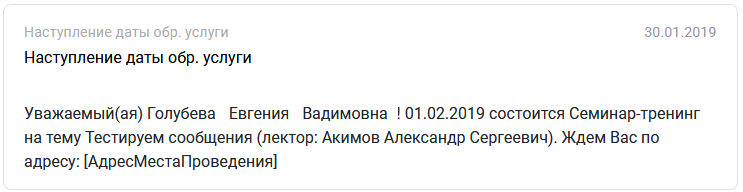 Наступление даты обр. услуги 30.01.2019
Наступление даты обр. услуги
Уважаемый(ая) Голубева Евгения Вадимовна ! 01.02.2019 состоится Семинар-тренинг
на тему Тестируем сообщения (лектор: Акимов Александр Сергеевич). Ждем Вас по
адресу: [АдресМестаПроведения]